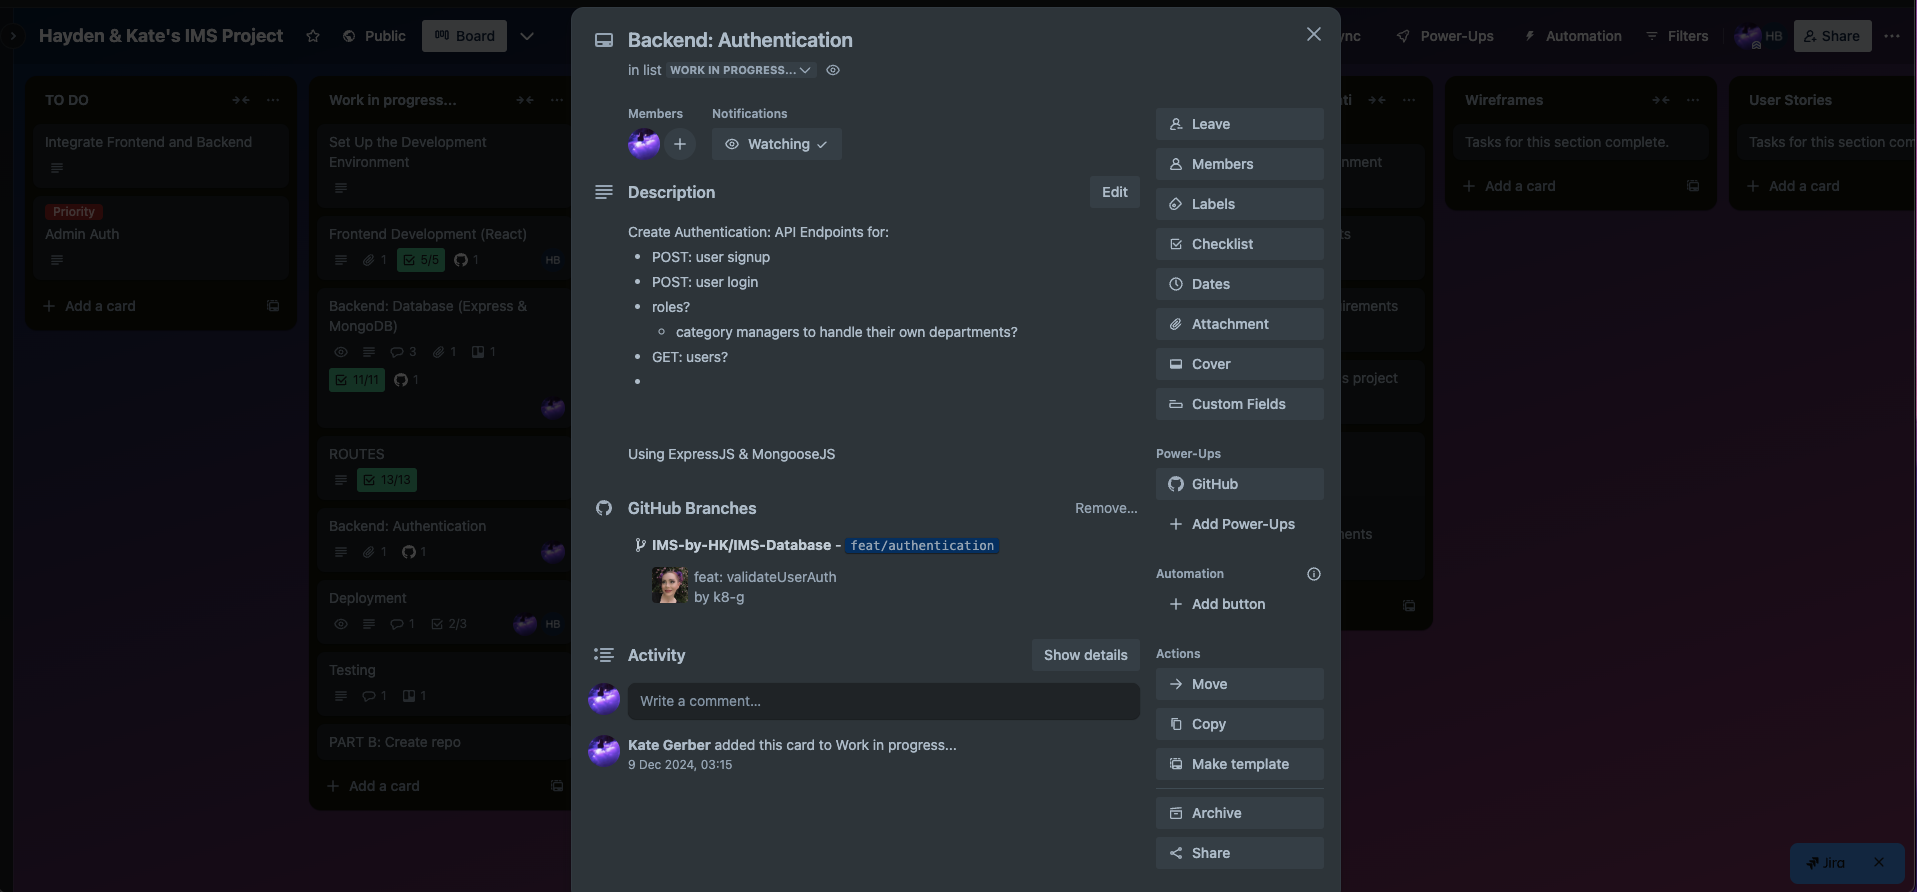 Hayden & Kate's IMS Project
Public
Board
ync
Power-Ups
Automation
Filters
HB
Share
TO DO
Integrate Frontend and Backend
Priority
Admin Auth
Add a card
Work in progress...
Set Up the Development
Environment
Frontend Development (React)
1
5/5
1
HB
Backend: Database (Express &
MongoDB)
3
1
1
11/11
1
ROUTES
13/13
Backend: Authentication
1
1
Deployment
1
2/3
HB
Testing
1
1
PART B: Create repo
Add a card
Backend: Authentication
in list WORK IN PROGRESS...
Members
Notifications
Watching
Description
Edit
Create Authentication: API Endpoints for:
• POST: user signup
• POST: user login
• roles?
◦ category managers to handle their own departments?
• GET: users?
•
Using ExpressJS & MongooseJS
GitHub Branches
Remove...
IMS-by-HK/IMS-Database - feat/authentication
feat: validateUserAuth
by k8-g
Activity
Show details
Write a comment...
Kate Gerber added this card to Work in progress...
9 Dec 2024, 03:15
Leave
Members
Labels
Checklist
Dates
Attachment
Cover
Custom Fields
Power-Ups
GitHub
Add Power-Ups
Automation
Add button
Actions
Move
Copy
Make template
Archive
Share
ti
nment
ts
irements
s project
nents
Wireframes
Tasks for this section complete.
Add a card
User Stories
Tasks for this section com
Add a card
Jira